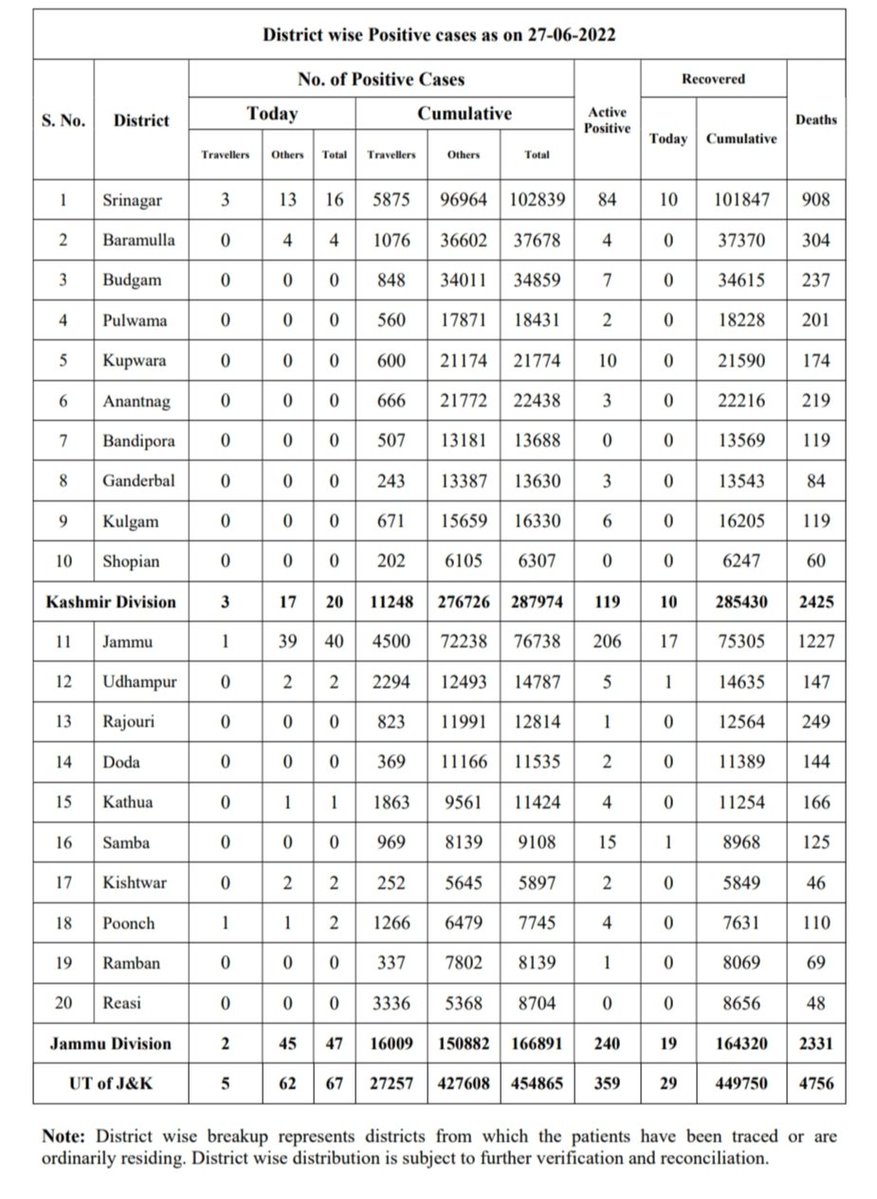 District wise Positive cases as on 27-06-2022
S. No. District No. of Positive Cases Active Positive Recovered Deaths
Today Cumulative Today Cumulative
Travellers Others Total Travellers Others Total
1 Srinagar 3 13 16 5875 96964 102839 84 10 101847 908
2 Baramulla 0 4 4 1076 36602 37678 4 0 37370 304
3 Budgam 0 0 0 848 34011 34859 7 0 34615 237
4 Pulwama 0 0 0 560 17871 18431 2 0 18228 201
5 Kupwara 0 0 0 600 21174 21774 10 0 21590 174
6 Anantnag 0 0 0 666 21772 22438 3 0 22216 219
7 Bandipora 0 0 0 507 13181 13688 0 0 13569 119
8 Ganderbal 0 0 0 243 13387 13630 3 0 13543 84
9 Kulgam 0 0 0 671 15659 16330 6 0 16205 119
10 Shopian 0 0 0 202 6105 6307 0 0 6247 60
Kashmir Division 3 17 20 11248 276726 287974 119 10 285430 2425
11 Jammu 1 39 40 4500 72238 76738 206 17 75305 1227
12 Udhampur 0 2 2 2294 12493 14787 5 1 14635 147
13 Rajouri 0 0 0 823 11991 12814 1 0 12564 249
14 Doda 0 0 0 369 11166 11535 2 0 11389 144
15 Kathua 0 1 1 1863 9561 11424 4 0 11254 166
16 Samba 0 0 0 969 8139 9108 15 1 8968 125
17 Kishtwar 0 2 2 252 5645 5897 2 0 5849 46
18 Poonch 1 1 2 1266 6479 7745 4 0 7631 110
19 Ramban 0 0 0 337 7802 8139 1 0 8069 69
20 Reasi 0 0 0 3336 5368 8704 0 0 8656 48
Jammu Division 2 45 47 16009 150882 166891 240 19 164320 2331
UT of J&K 5 62 67 27257 427608 454865 359 29 449750 4756
Note: District wise breakup represents districts from which the patients have been traced or are
ordinarily residing. District wise distribution is subject to further verification and reconciliation.